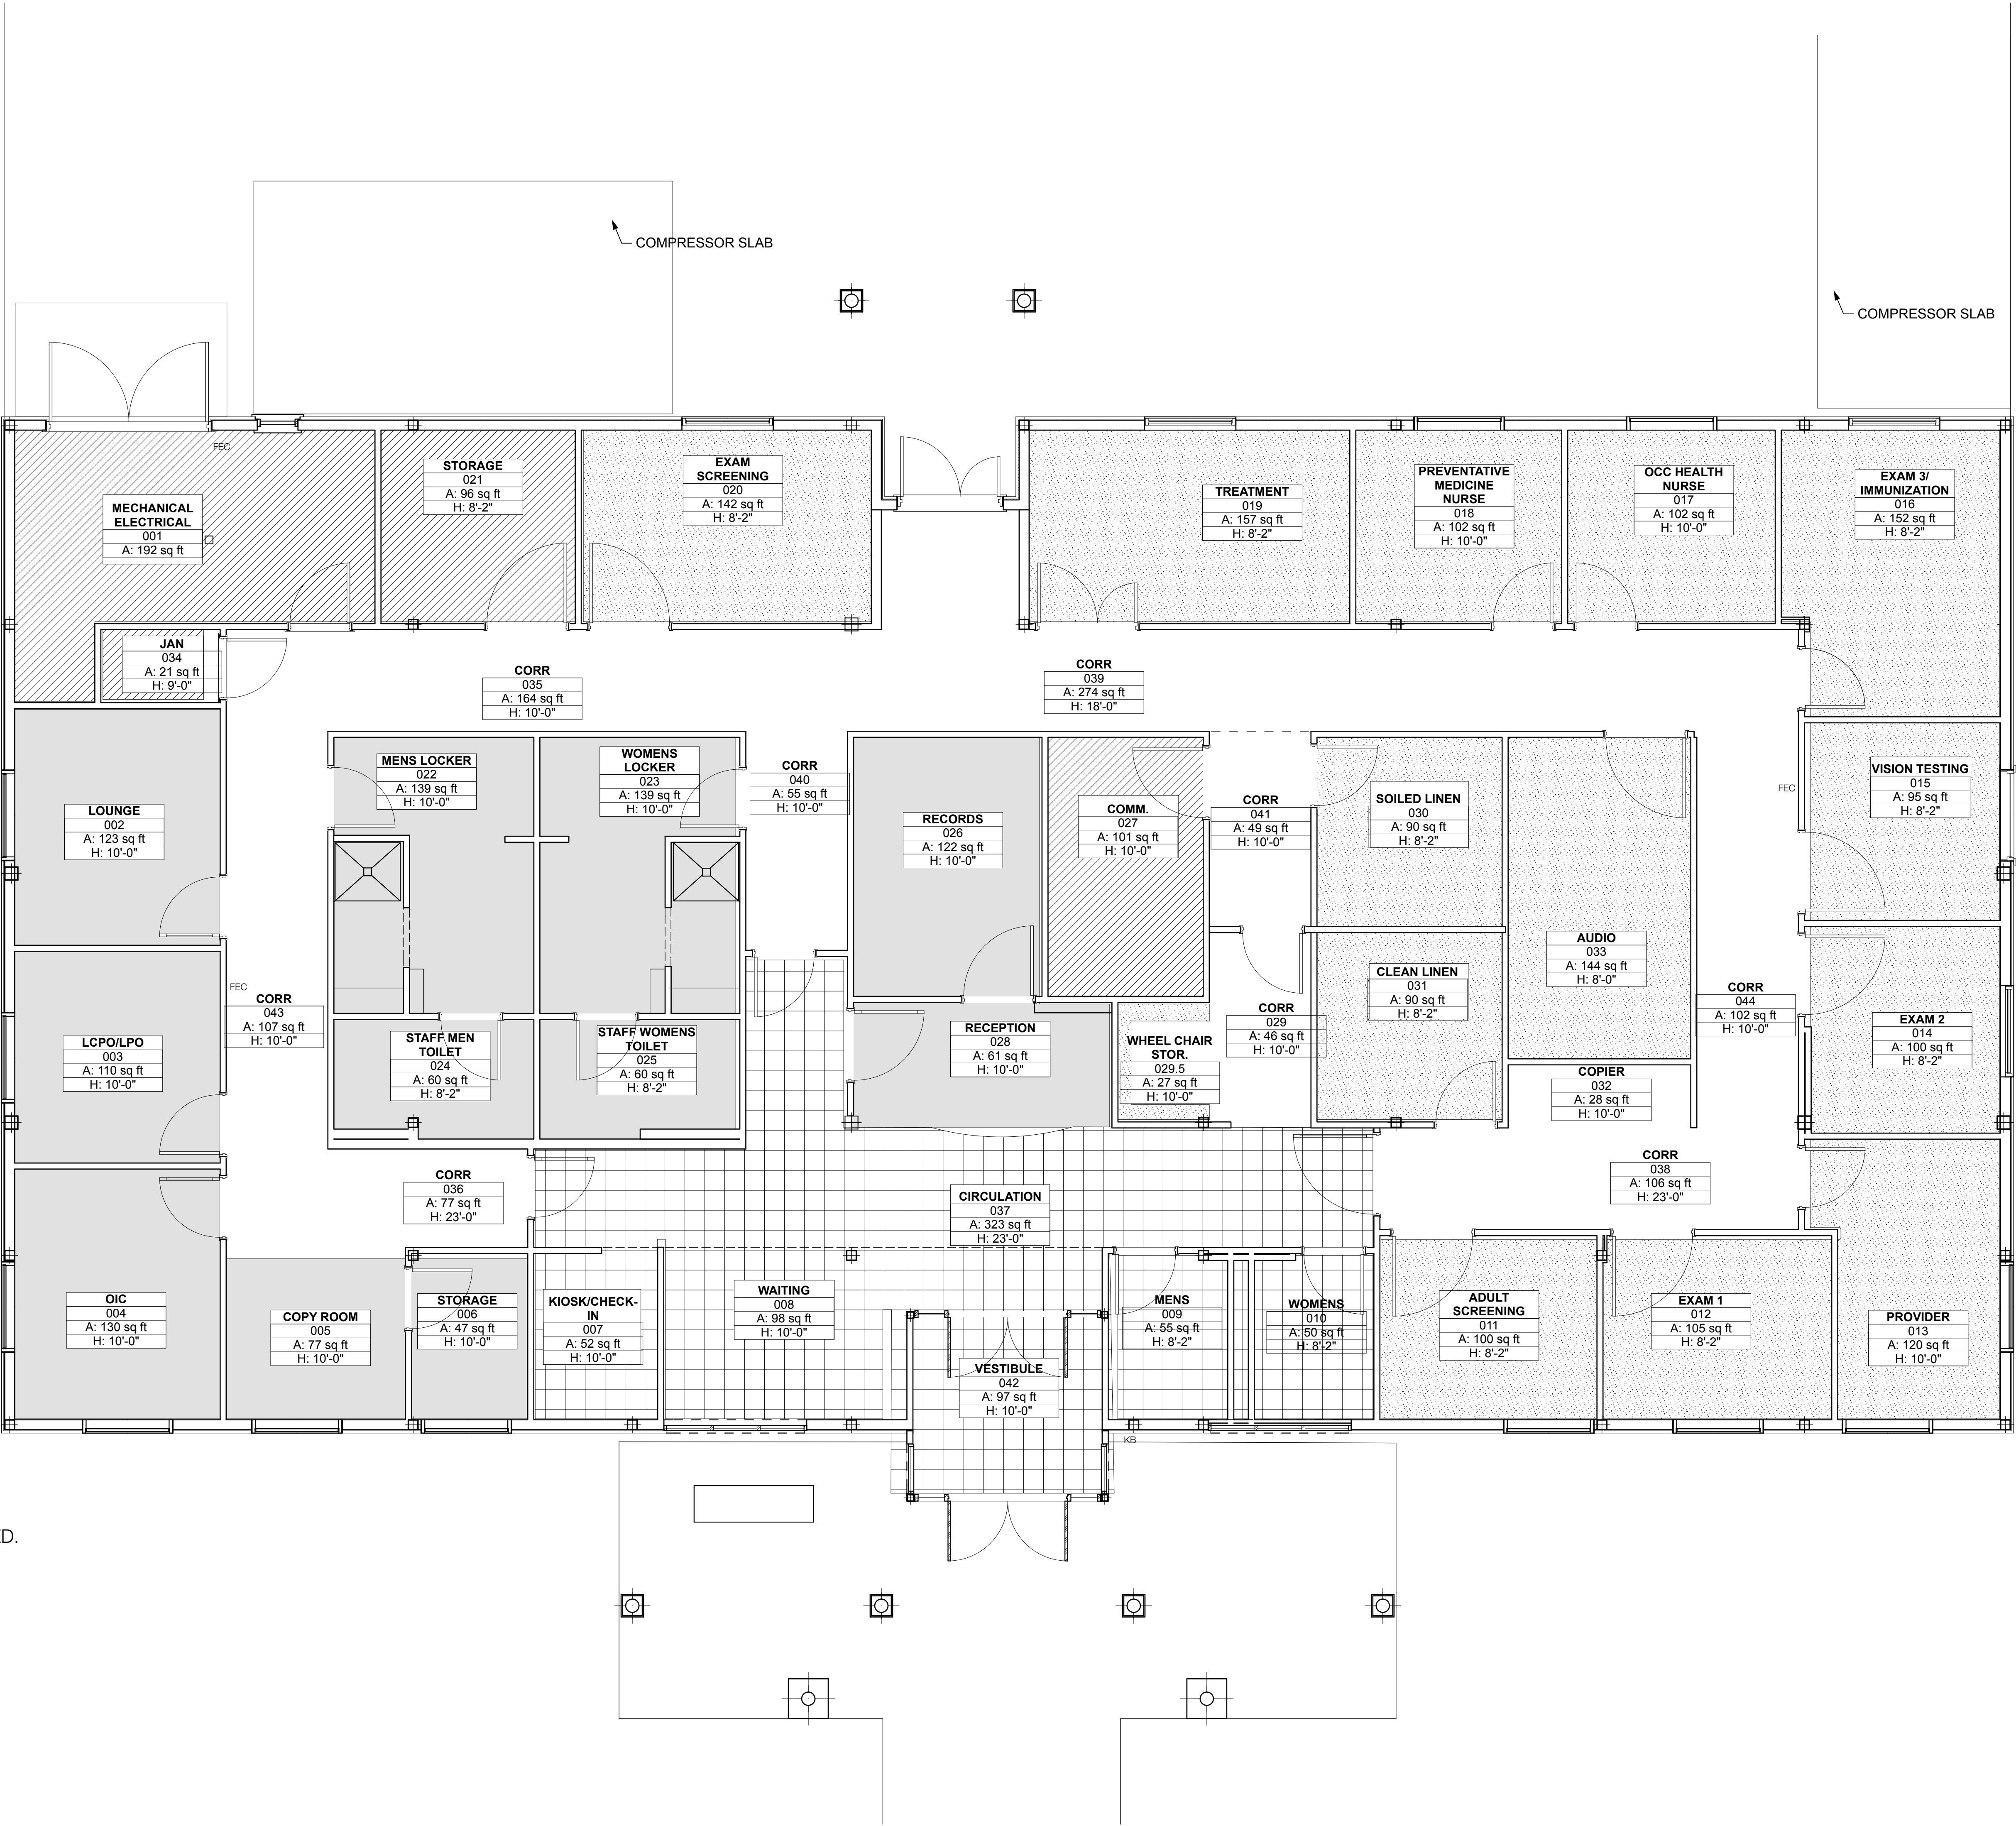 COMPRESSOR SLAB
COMPRESSOR SLAB
FEC
MECHANICAL
ELECTRICAL
001
A: 192 sq ft
STORAGE
021
A: 96 sq ft
H: 8'-2"
EXAM
SCREENING
020
A: 142 sq ft
H: 8'-2"
TREATMENT
019
A: 157 sq ft
H: 8'-2"
PREVENTATIVE
MEDICINE
NURSE
018
A: 102 sq ft
H: 10'-0"
OCC HEALTH
NURSE
017
A: 102 sq ft
H: 10'-0"
EXAM 3/
IMMUNIZATION
016
A: 152 sq ft
H: 8'-2"
JAN
034
A: 21 sq ft
H: 9'-0"
CORR
035
A: 164 sq ft
H: 10'-0"
CORR
039
A: 274 sq ft
H: 18'-0"
LOUNGE
002
A: 123 sq ft
H: 10'-0"
MENS LOCKER
022
A: 139 sq ft
H: 10'-0"
WOMENS
LOCKER
023
A: 139 sq ft
H: 10'-0"
CORR
040
A: 55 sq ft
H: 10'-0"
RECORDS
026
A: 122 sq ft
H: 10'-0"
COMM.
027
A: 101 sq ft
H: 10'-0"
CORR
041
A: 49 sq ft
H: 10'-0"
SOILED LINEN
030
A: 90 sq ft
H: 8'-2"
FEC
VISION TESTING
015
A: 95 sq ft
H: 8'-2"
AUDIO
033
A: 144 sq ft
H: 8'-0"
CLEAN LINEN
031
A: 90 sq ft
H: 8'-2"
FEC
CORR
043
A: 107 sq ft
H: 10'-0"
LCPO/LPO
003
A: 110 sq ft
H: 10'-0"
STAFF MEN
TOILET
024
A: 60 sq ft
H: 8'-2"
STAFF WOMENS
TOILET
025
A: 60 sq ft
H: 8'-2"
RECEPTION
028
A: 61 sq ft
H: 10'-0"
WHEEL CHAIR
STOR.
029.5
A: 27 sq ft
H: 10'-0"
CORR
029
A: 46 sq ft
H: 10'-0"
COPIER
032
A: 28 sq ft
H: 10'-0"
CORR
044
A: 102 sq ft
H: 10'-0"
EXAM 2
014
A: 100 sq ft
H: 8'-2"
CORR
036
A: 77 sq ft
H: 23'-0"
CIRCULATION
037
A: 323 sq ft
H: 23'-0"
CORR
038
A: 106 sq ft
H: 23'-0"
OIC
004
A: 130 sq ft
H: 10'-0"
COPY ROOM
005
A: 77 sq ft
H: 10'-0"
STORAGE
006
A: 47 sq ft
H: 10'-0"
KIOSK/CHECK-
IN
007
A: 52 sq ft
H: 10'-0"
WAITING
008
A: 98 sq ft
H: 10'-0"
VESTIBULE
042
A: 97 sq ft
H: 10'-0"
MENS
009
A: 55 sq ft
H: 8'-2"
WOMENS
010
A: 50 sq ft
H: 8'-2"
ADULT
SCREENING
011
A: 100 sq ft
H: 8'-2"
EXAM 1
012
A: 105 sq ft
H: 8'-2"
PROVIDER
013
A: 120 sq ft
H: 10'-0"
KB